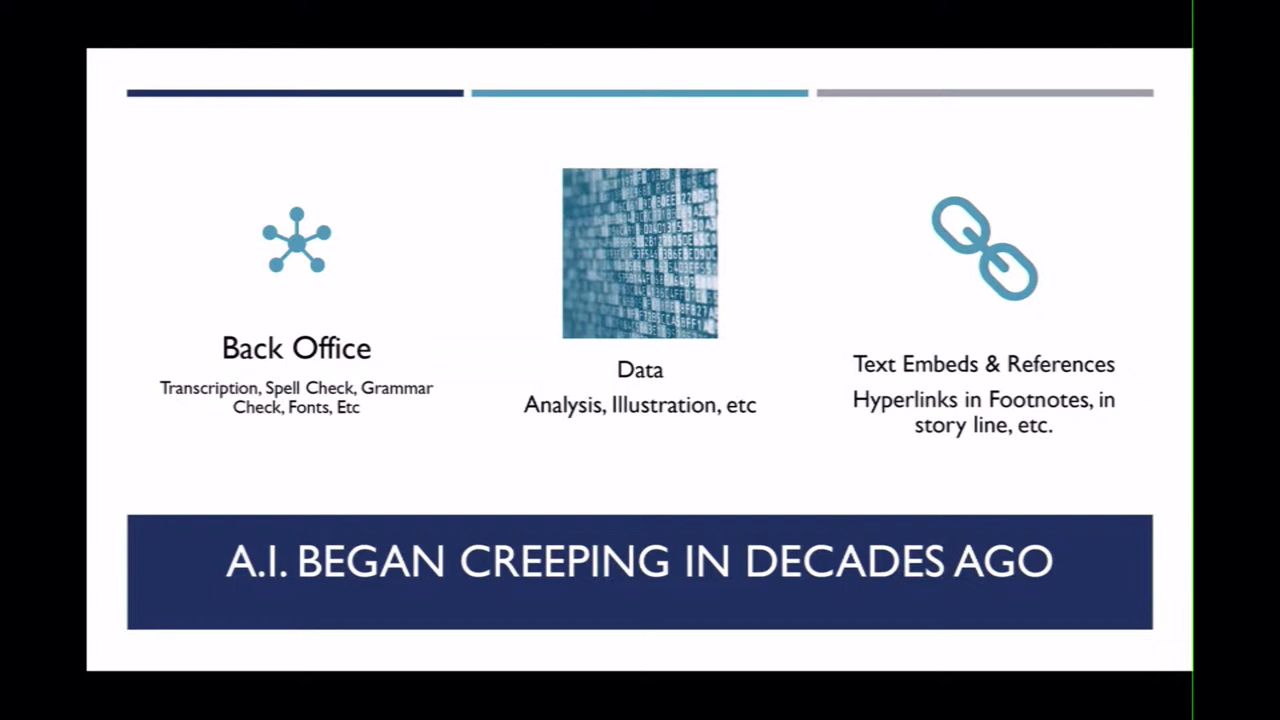 Back Office
Transcription, Spell Check, Grammar
Check, Fonts, Etc
Data
Analysis, Illustration, etc
Text Embeds & References
Hyperlinks in Footnotes, in
story line, etc.
A.I. BEGAN CREEPING IN DECADES AGO